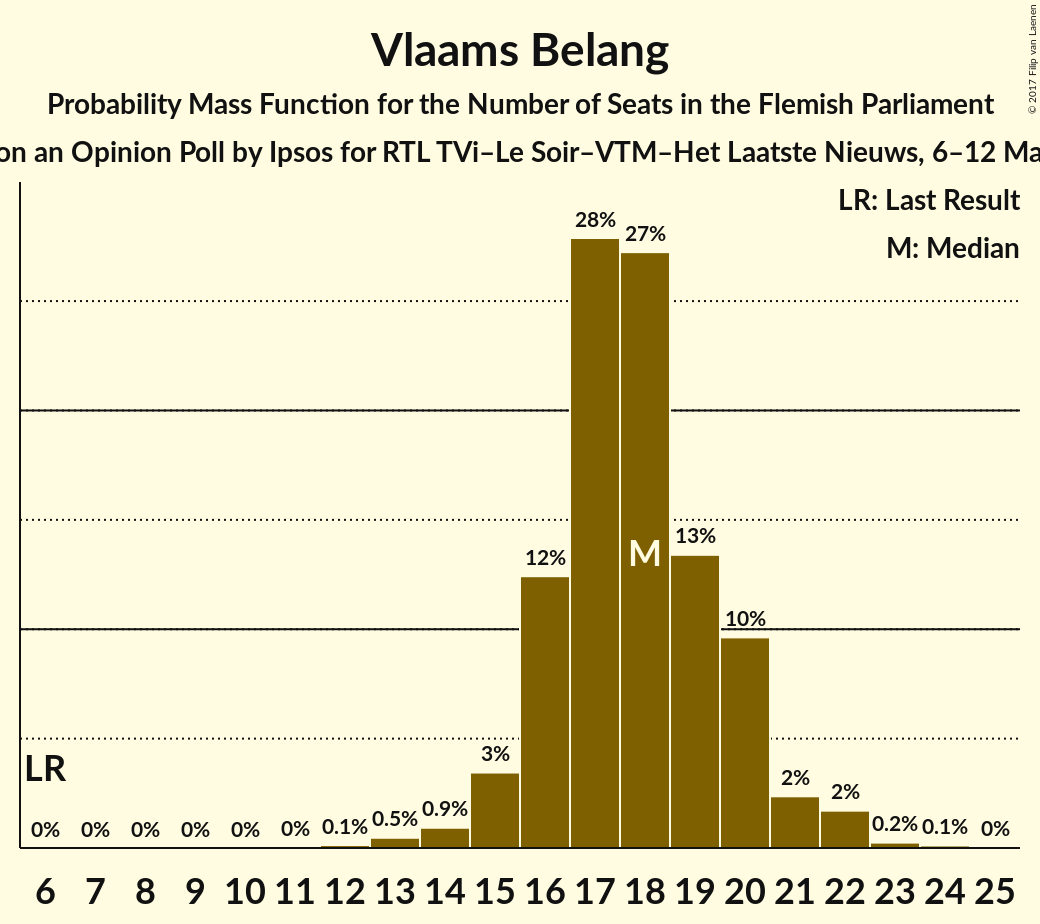 Vlaams Belang
Probability Mass Function for the Number of Seats in the Flemish Parliament
on an Opinion Poll by Ipsos for RTL TVi–Le Soir–VTM–Het Laatste Nieuws, 6–12 Ma
© 2017 Filip van Laenen
LR: Last Result
M: Median
28%
27%
13%
12%
M
10%
3%
LR
2%
2%
0% 0% 0% 0% 0% 0% 0.1% 0.5% 0.9% 0.2% 0.1% 0%
6 7 8 9 10 11 12 13 14 15 16 17 18 19 20 21 22 23 24 25